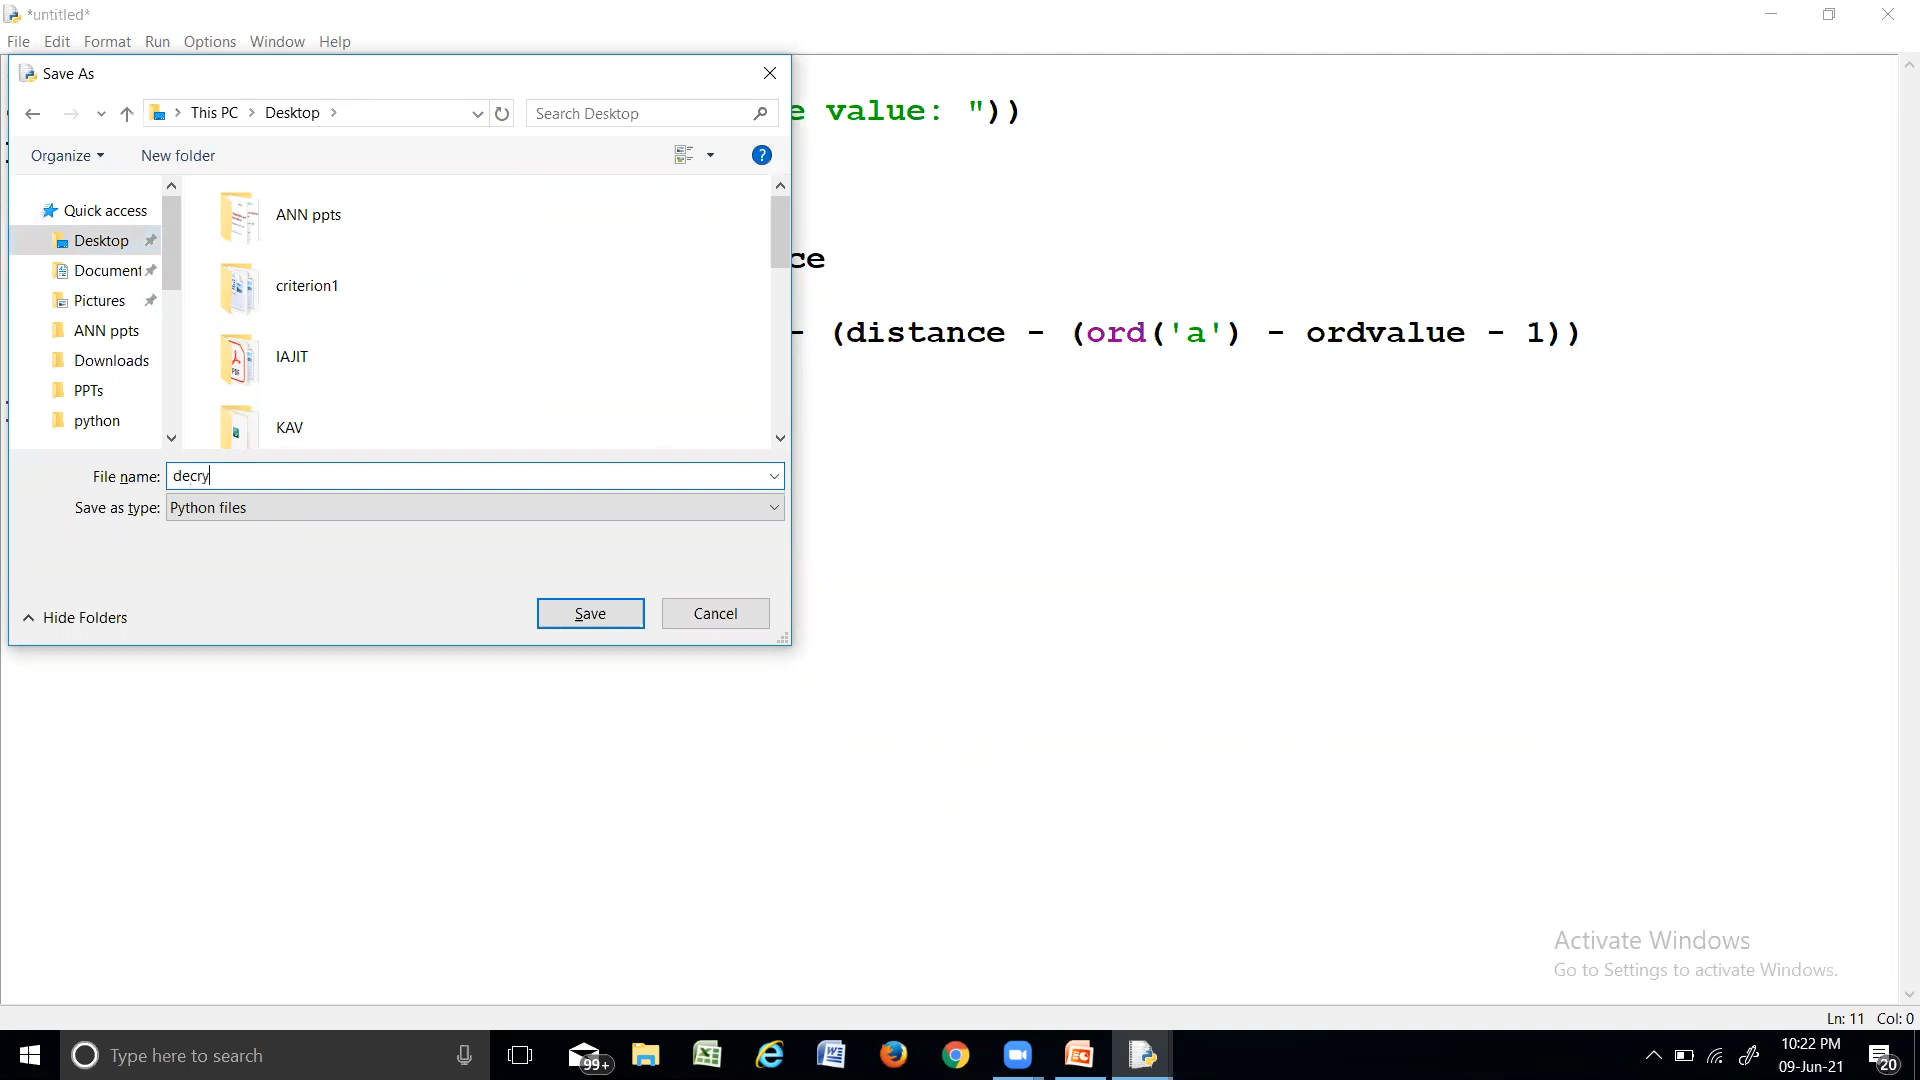 *untitled*
File Edit Format Run Options Window Help
Save As
This PC Desktop
Search Desktop
e value: "))
Organize New folder
?
Quick access
Desktop
Document
Pictures
ANN ppts
Downloads
PPTs
python
ANN ppts
criterion1
IAJIT
KAV
ce
- (distance - (ord('a') - ordvalue - 1))
File name: decry
Save as type: Python files
Hide Folders
Save Cancel
Activate Windows
Go to Settings to activate Windows.
Ln: 11 Col: 0
Type here to search
99+
10:22 PM
09-Jun-21
20